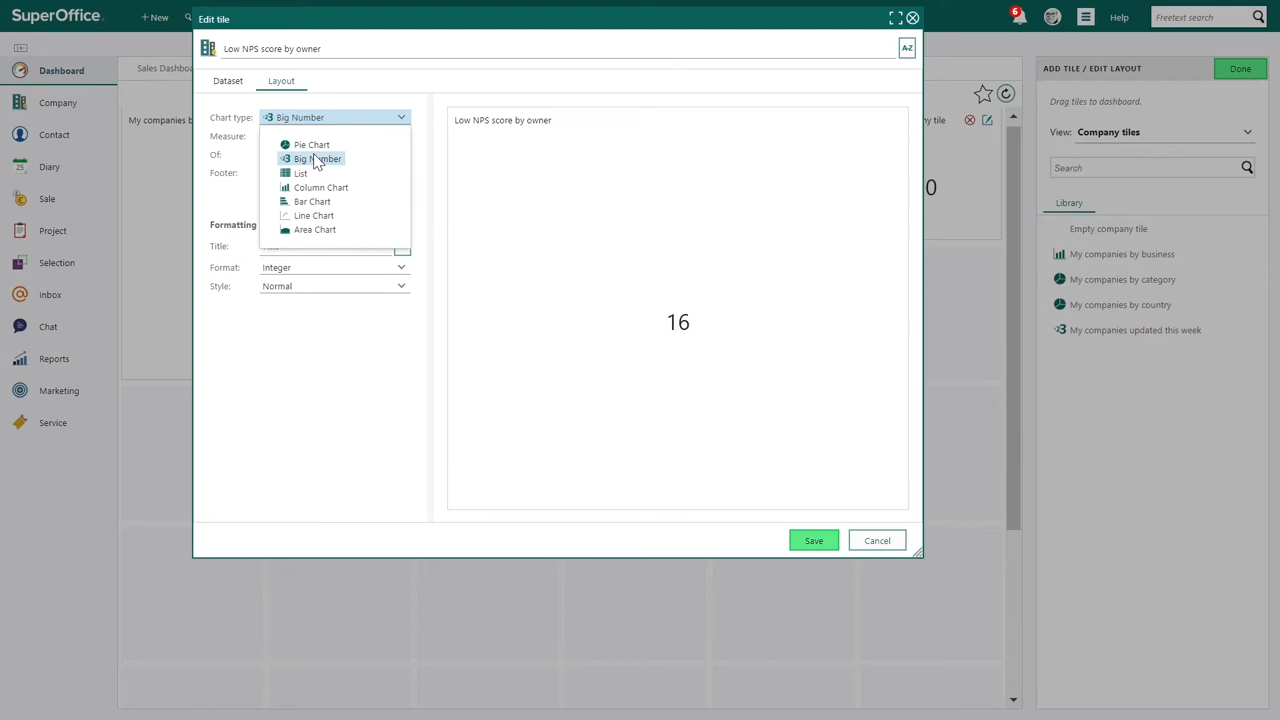 SuperOffice
+ New
6
Help
Freetext search
Dashboard
Company
Contact
Diary
Sale
Project
Selection
Inbox
Chat
Reports
Marketing
Service
Sales Dashbo
My companies b
Edit tile
Low NPS score by owner
A-Z
Dataset
Layout
Chart type:
Big Number
Measure:
Of:
Footer:
Pie Chart
Big Number
List
Column Chart
Bar Chart
Line Chart
Area Chart
Formatting
Title:
Format:
Integer
Style:
Normal
Low NPS score by owner
16
Save
Cancel
ny tile
0
ADD TILE / EDIT LAYOUT
Done
Drag tiles to dashboard.
View:
Company tiles
Search
Library
Empty company tile
My companies by business
My companies by category
My companies by country
My companies updated this week